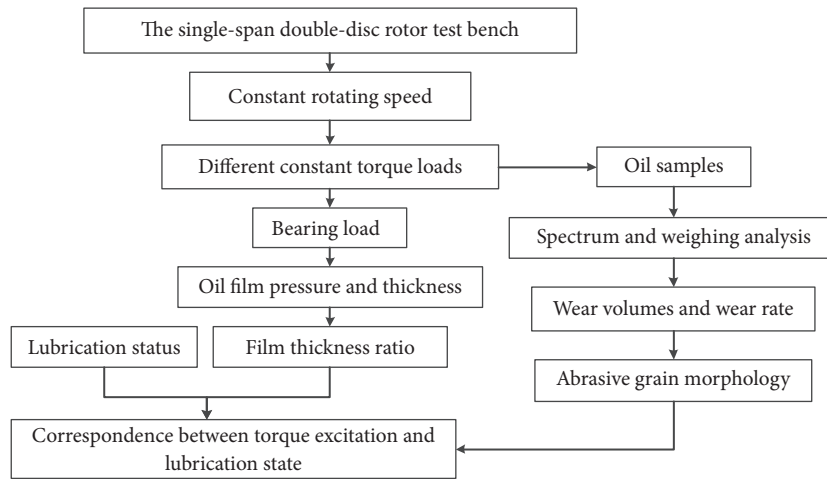 The single-span double-disc rotor test bench
Constant rotating speed
Different constant torque loads
Oil samples
Bearing load
Spectrum and weighing analysis
Oil film pressure and thickness
Wear volumes and wear rate
Lubrication status
Film thickness ratio
Abrasive grain morphology
Correspondence between torque excitation and
lubrication state